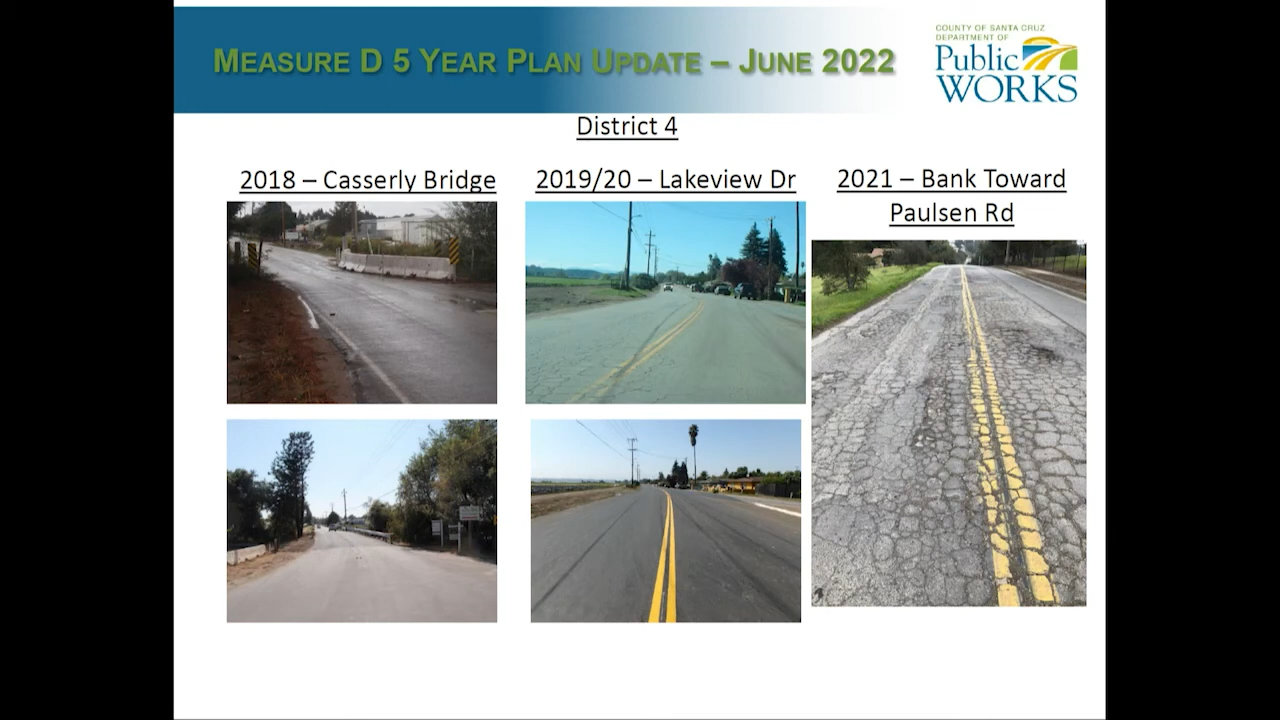 MEASURE D 5 YEAR PLAN UPDATE – JUNE 2022
COUNTY OF SANTA CRUZ
DEPARTMENT OF
Public
WORKS
District 4
2018 – Casserly Bridge
2019/20 – Lakeview Dr
2021 – Bank Toward
Paulsen Rd